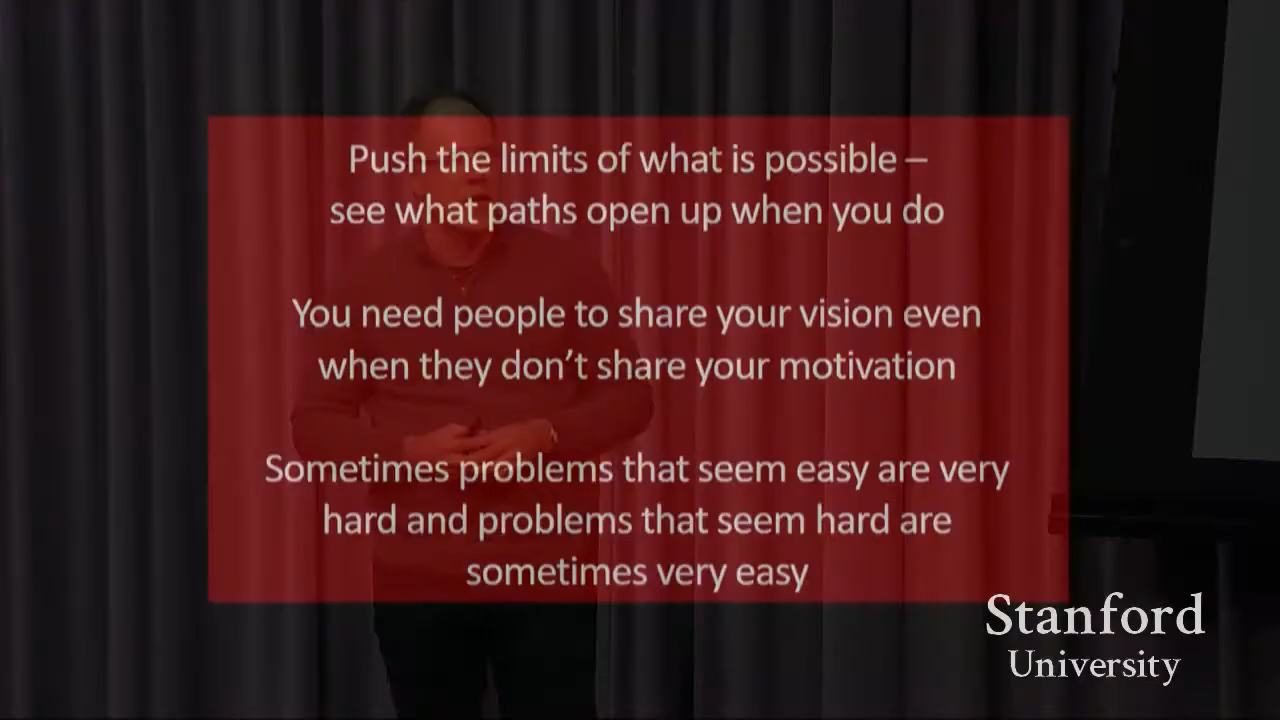 Push the limits of what is possible –
see what paths open up when you do
You need people to share your vision even
when they don’t share your motivation
Sometimes problems that seem easy are very
hard and problems that seem hard are
sometimes very easy
Stanford
University